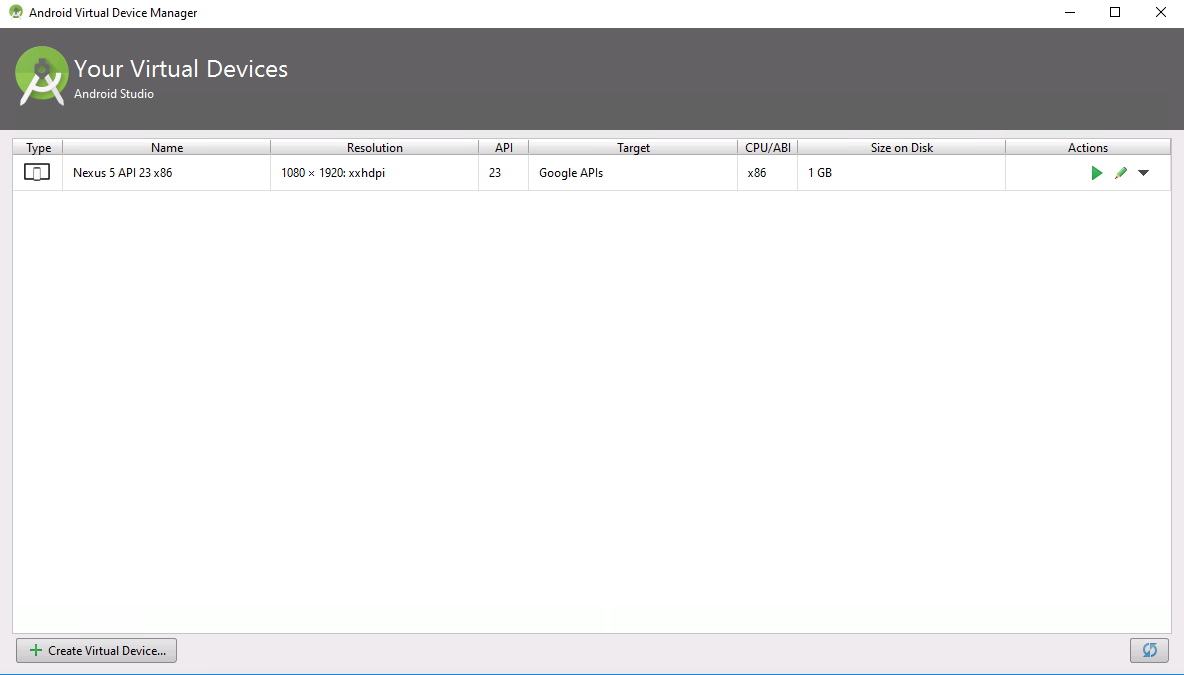 Android Virtual Device Manager
Your Virtual Devices
Android Studio
Type Name Resolution API Target CPU/ABI Size on Disk Actions
Nexus 5 API 23 x86 1080 × 1920: xxhdpi 23 Google APIs x86 1 GB
Create Virtual Device...